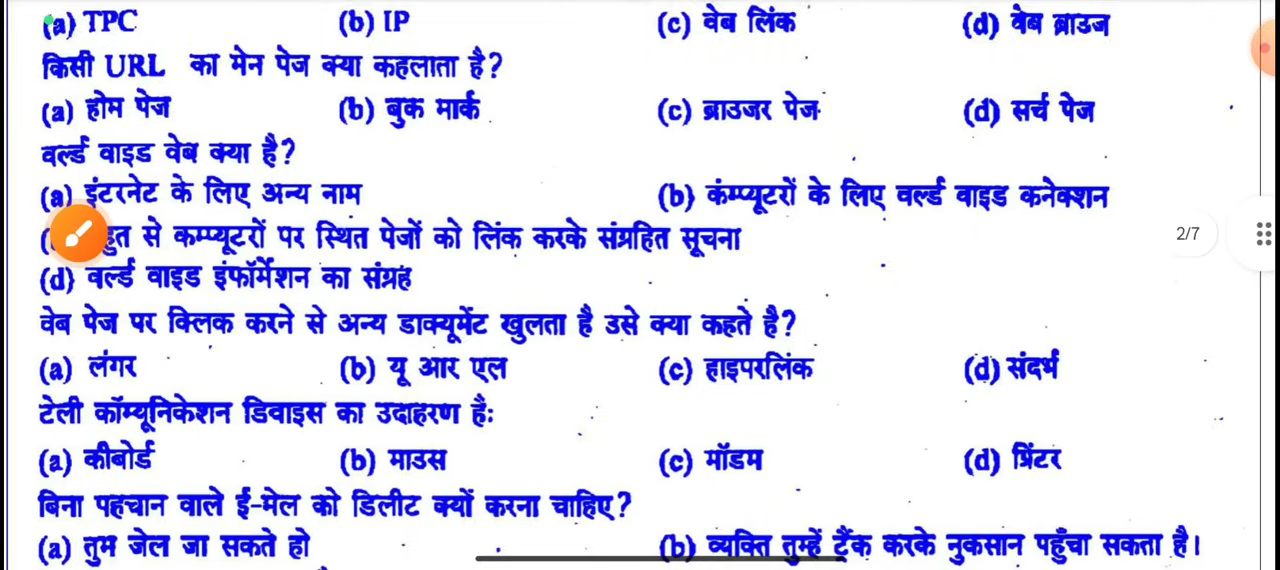 (a) TPC (b) IP (c) वेब लिंक (d) वेब ब्राउज
किसी URL का मेन पेज क्या कहलाता है?
(a) होम पेज (b) बुक मार्क (c) ब्राउजर पेज (d) सर्च पेज
वर्ल्ड वाइड वेब क्या है?
(a) इंटरनेट के लिए अन्य नाम (b) कंम्प्यूटरों के लिए वर्ल्ड वाइड कनेक्शन
से कम्प्यूटरों पर स्थित पेजों को लिंक करके संग्रहित सूचना
2/7
(d) वर्ल्ड वाइड इंफॉर्मेशन का संग्रह
वेब पेज पर क्लिक करने से अन्य डाक्यूमेंट खुलता है उसे क्या कहते है?
(a) लंगर (b) यू आर एल (c) हाइपरलिंक (d) संदर्भ
टेली कॉम्यूनिकेशन डिवाइस का उदाहरण है:
(a) कीबोर्ड (b) माउस (c) मॉडम (d) प्रिंटर
बिना पहचान वाले ई-मेल को डिलीट क्यों करना चाहिए?
(a) तुम जेल जा सकते हो (b) व्यक्ति तुम्हें ट्रैंक करके नुकसान पहुँचा सकता है।